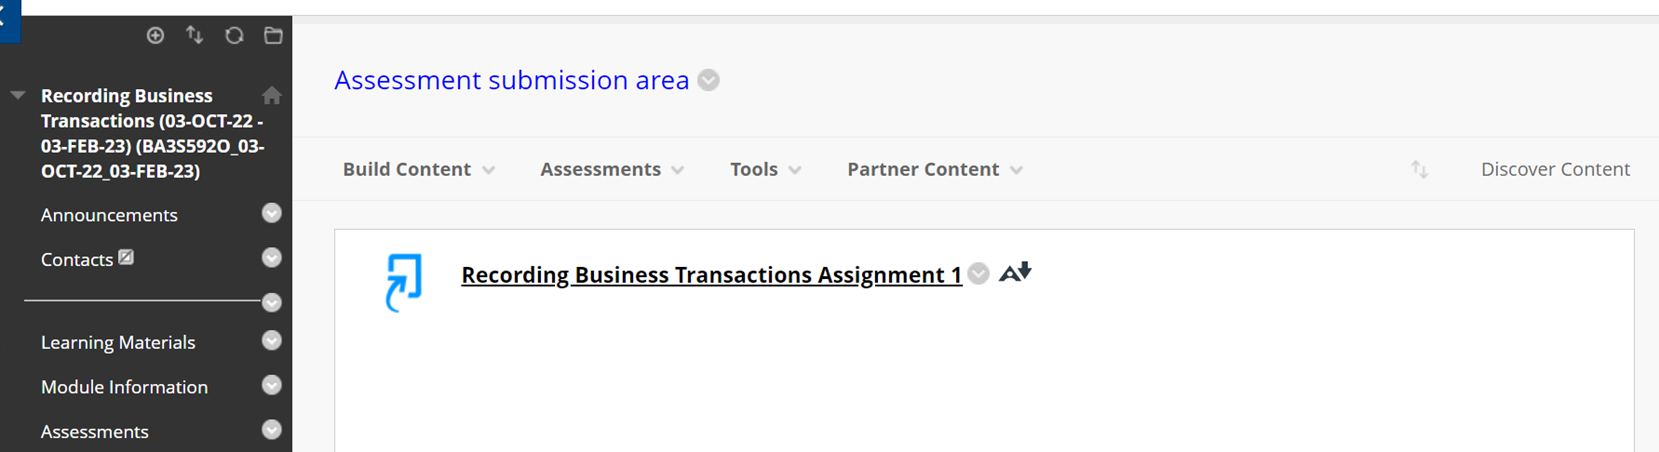 Recording Business
Transactions (03-OCT-22 -
03-FEB-23) (BA3S592O_03-
OCT-22_03-FEB-23)
Announcements
Contacts
Learning Materials
Module Information
Assessments
Assessment submission area
Build Content
Assessments
Tools
Partner Content
Discover Content
Recording Business Transactions Assignment 1